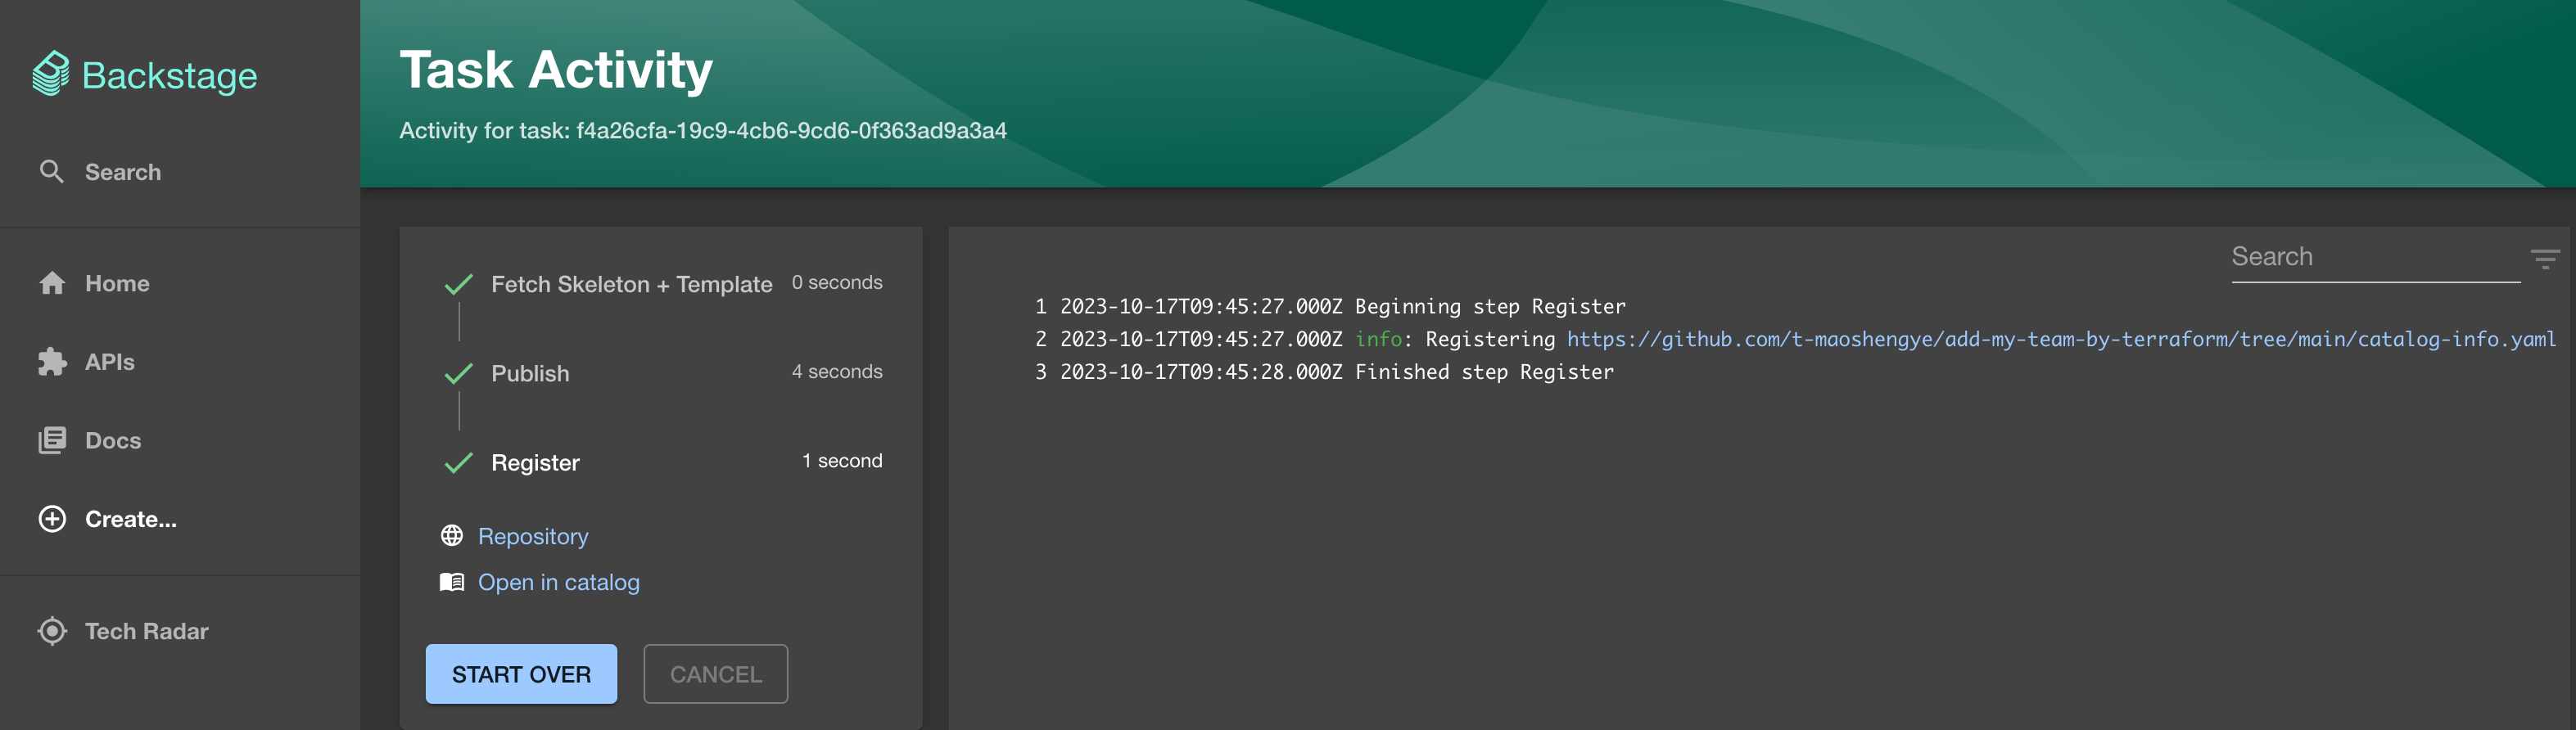 Backstage
Search
Home
APIs
Docs
Create...
Tech Radar
Task Activity
Activity for task: f4a26cfa-19c9-4cb6-9cd6-0f363ad9a3a4
Fetch Skeleton + Template 0 seconds
Publish 4 seconds
Register 1 second
Repository
Open in catalog
START OVER CANCEL
Search
1 2023-10-17T09:45:27.000Z Beginning step Register
2 2023-10-17T09:45:27.000Z info: Registering https://github.com/t-maoshengye/add-my-team-by-terraform/tree/main/catalog-info.yaml
3 2023-10-17T09:45:28.000Z Finished step Register